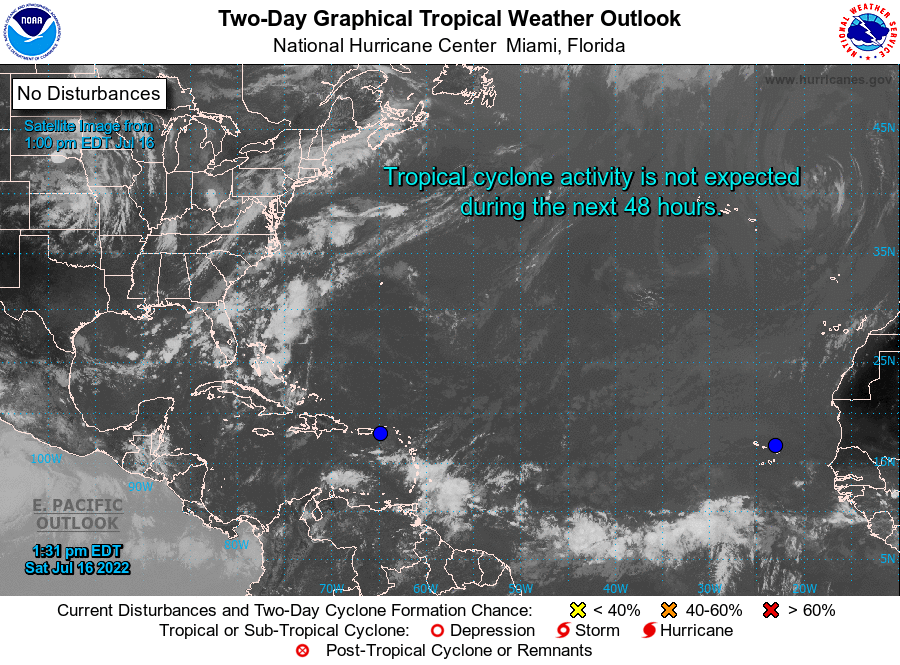 Two-Day Graphical Tropical Weather Outlook
National Hurricane Center Miami, Florida
NOAA
NATIONAL WEATHER SERVICE
www.hurricanes.gov
No Disturbances
Satellite Image from
1:00 pm EDT Jul 16
45N
Tropical cyclone activity is not expected
during the next 48 hours.
35N
25N
100W
15N
90W
E. PACIFIC
OUTLOOK
80W
1:31 pm EDT
Sat Jul 16 2022
5N
70W
60W
50W
40W
30W
20W
Current Disturbances and Two-Day Cyclone Formation Chance: < 40% 40-60% > 60%
Tropical or Sub-Tropical Cyclone: Depression Storm Hurricane
Post-Tropical Cyclone or Remnants